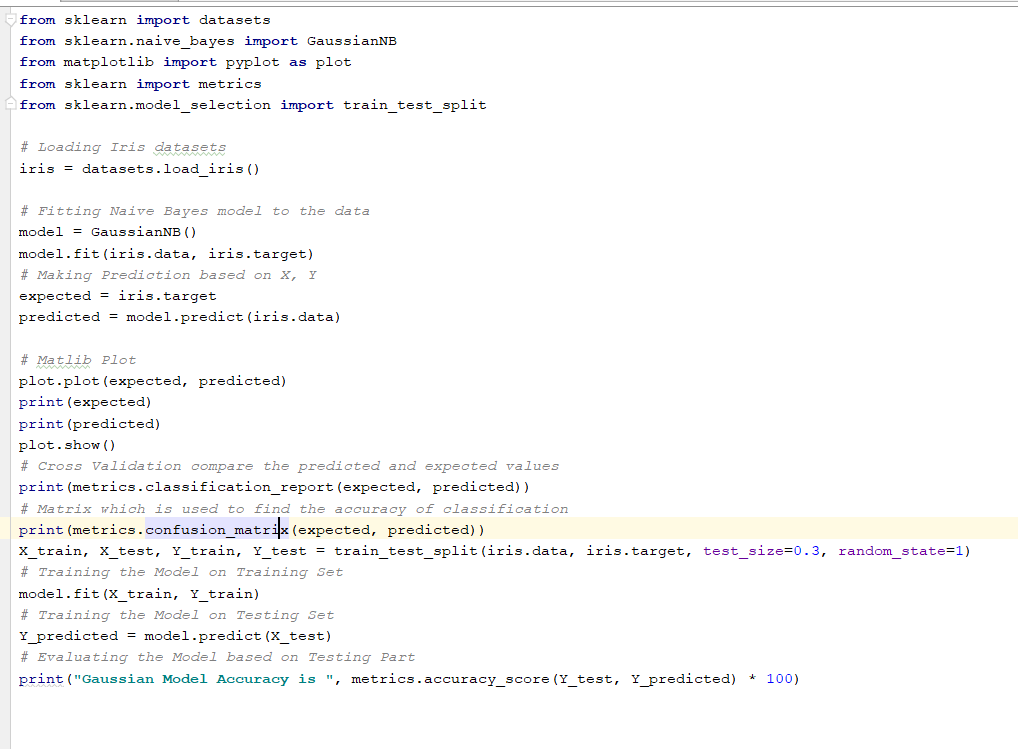 from sklearn import datasets
from sklearn.naive_bayes import GaussianNB
from matplotlib import pyplot as plot
from sklearn import metrics
from sklearn.model_selection import train_test_split
# Loading Iris datasets
iris = datasets.load_iris()
# Fitting Naive Bayes model to the data
model = GaussianNB()
model.fit(iris.data, iris.target)
# Making Prediction based on X, Y
expected = iris.target
predicted = model.predict(iris.data)
# Matlib Plot
plot.plot(expected, predicted)
print(expected)
print(predicted)
plot.show()
# Cross Validation compare the predicted and expected values
print(metrics.classification_report(expected, predicted))
# Matrix which is used to find the accuracy of classification
print(metrics.confusion_matrix(expected, predicted))
X_train, X_test, Y_train, Y_test = train_test_split(iris.data, iris.target, test_size=0.3, random_state=1)
# Training the Model on Training Set
model.fit(X_train, Y_train)
# Training the Model on Testing Set
Y_predicted = model.predict(X_test)
# Evaluating the Model based on Testing Part
print("Gaussian Model Accuracy is ", metrics.accuracy_score(Y_test, Y_predicted) * 100)